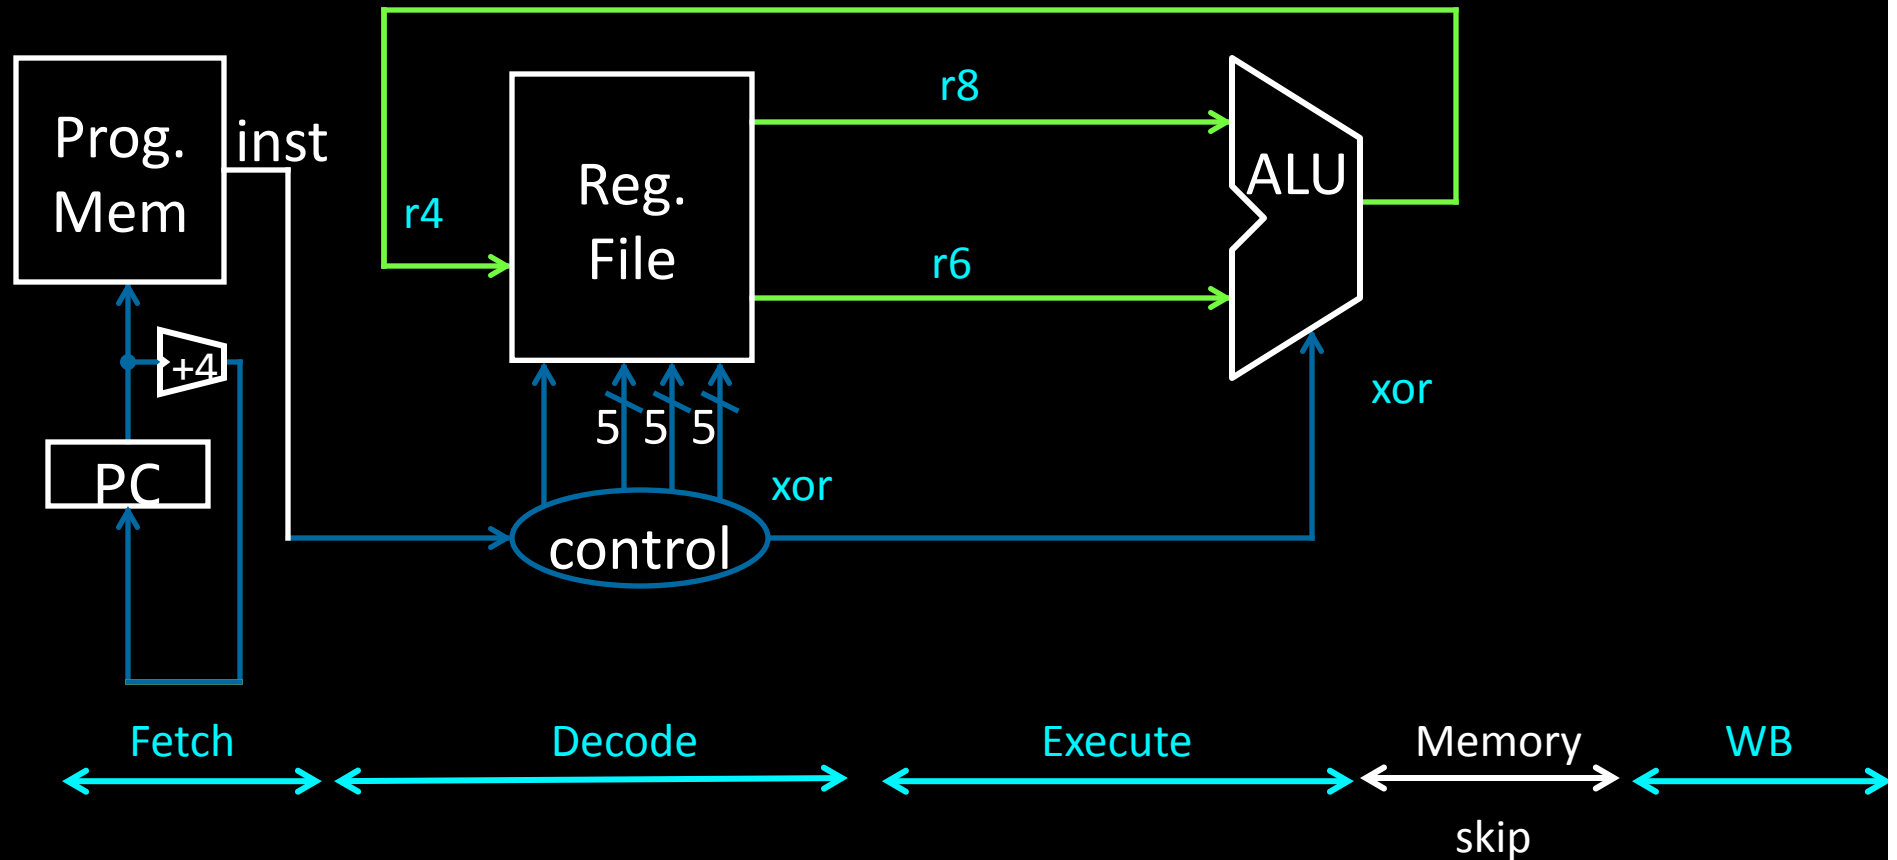 Prog.
Mem
inst
r4
Reg.
File
r8
r6
ALU
+4
PC
5 5 5
control
xor
xor
Fetch
Decode
Execute
Memory
WB
skip